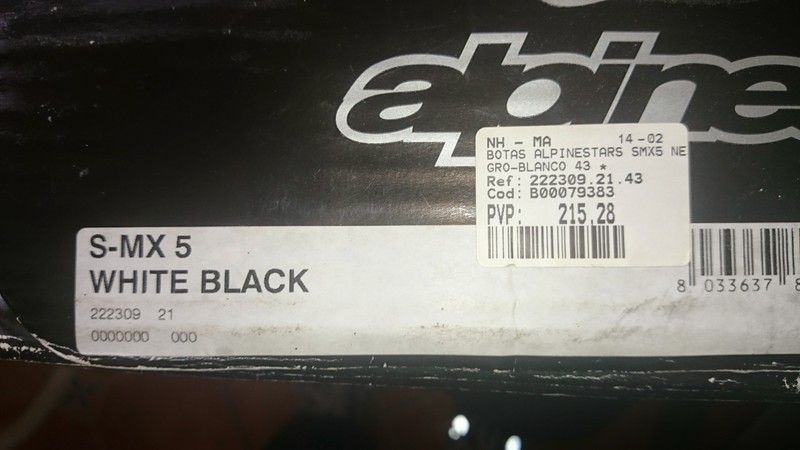 alpine
NH - MA 14-02
BOTAS ALPINESTARS SMX5 NE
GRO-BLANCO 43 *
Ref: 222309.21.43
Cod: B00079383
PVP: 215,28
S-MX 5
WHITE BLACK
222309 21
0000000 000
8 033637 8